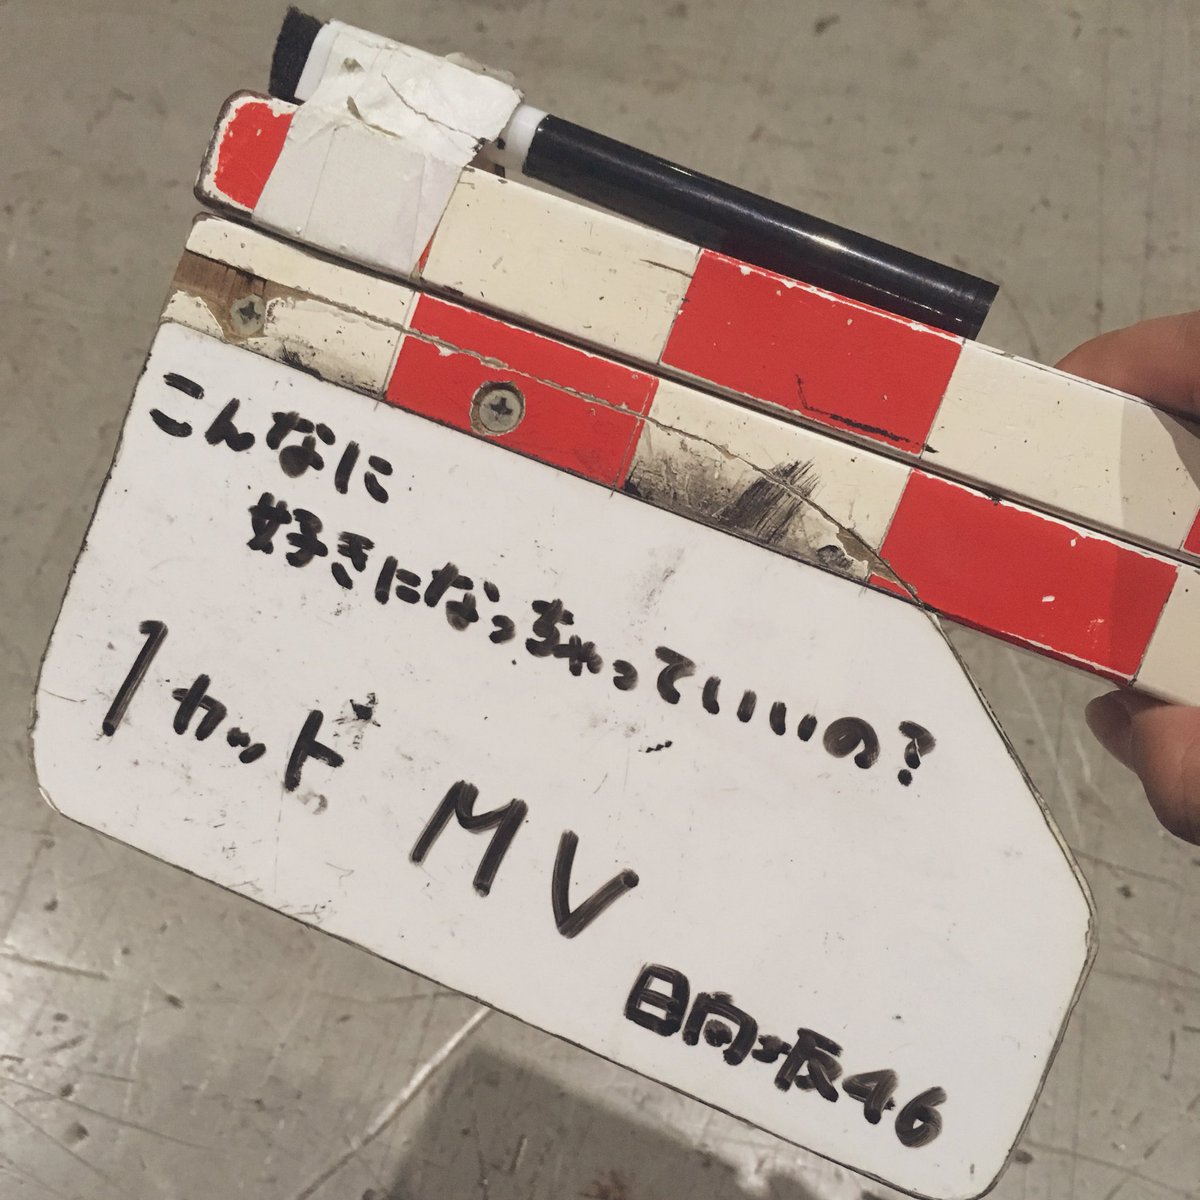 こんなに
好きになっちゃっていいの?
1カット MV
日向坂46